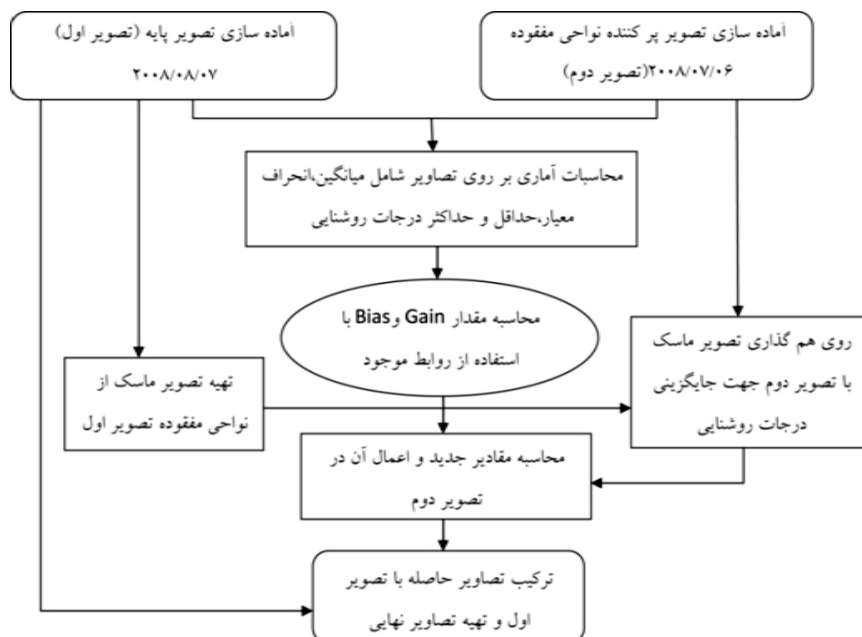 آماده سازی تصویر پر کننده نواحی مفقوده
۲۰۰۸/۰۷/۰۶(تصویر دوم)
آماده سازی تصویر پایه (تصویر اول)
۲۰۰۸/۰۸/۰۷
محاسبات آماری بر روی تصاویر شامل میانگین،انحراف
معیار،حداقل و حداکثر درجات روشنایی
محاسبه مقدار Gain وBias با
استفاده از روابط موجود
روی هم گذاری تصویر ماسک
با تصویر دوم جهت جایگزینی
درجات روشنایی
تهیه تصویر ماسک از
نواحی مفقوده تصویر اول
محاسبه مقادیر جدید و اعمال آن در
تصویر دوم
ترکیب تصاویر حاصله با تصویر
اول و تهیه تصاویر نهایی